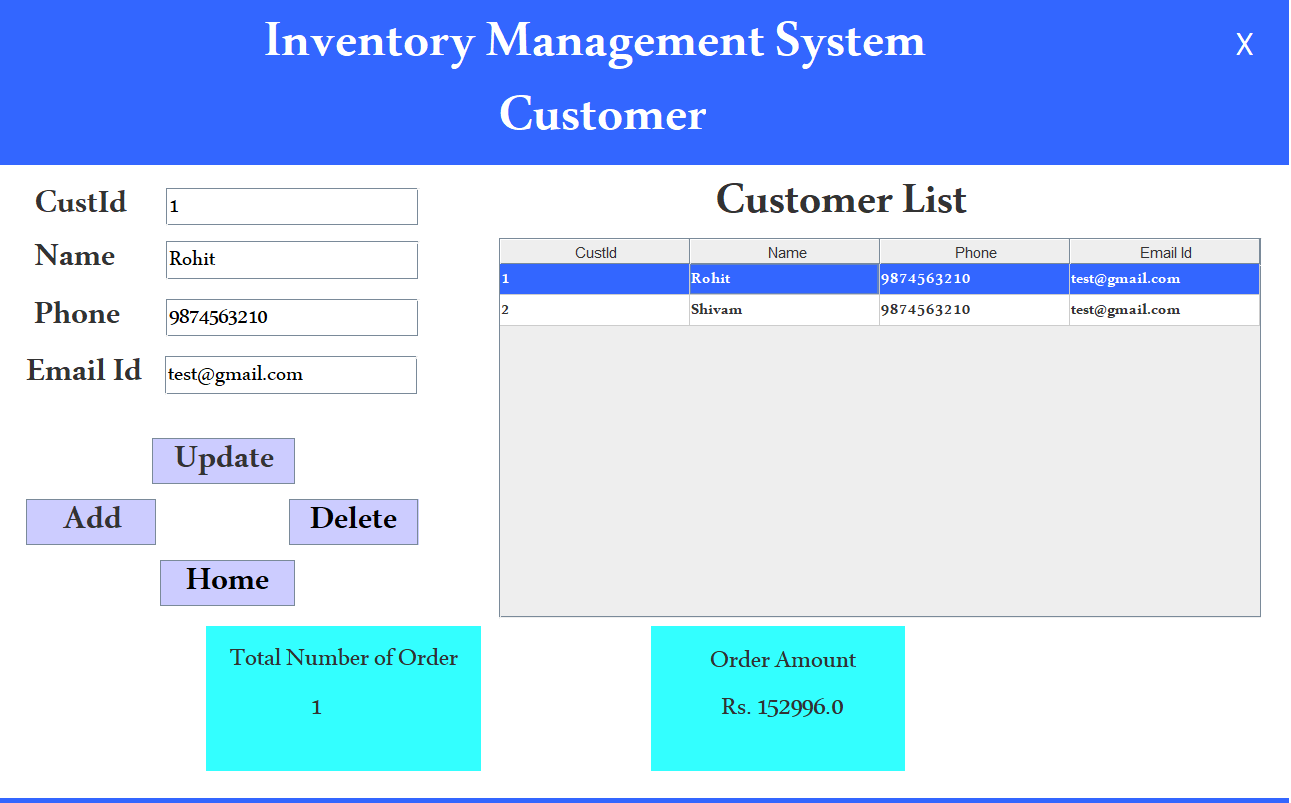 Inventory Management System
X
Customer
CustId 1
Name Rohit
Phone 9874563210
Email Id test@gmail.com
Update
Add
Delete
Home
Customer List
CustId Name Phone Email Id
1 Rohit 9874563210 test@gmail.com
2 Shivam 9874563210 test@gmail.com
Total Number of Order
1
Order Amount
Rs. 152996.0